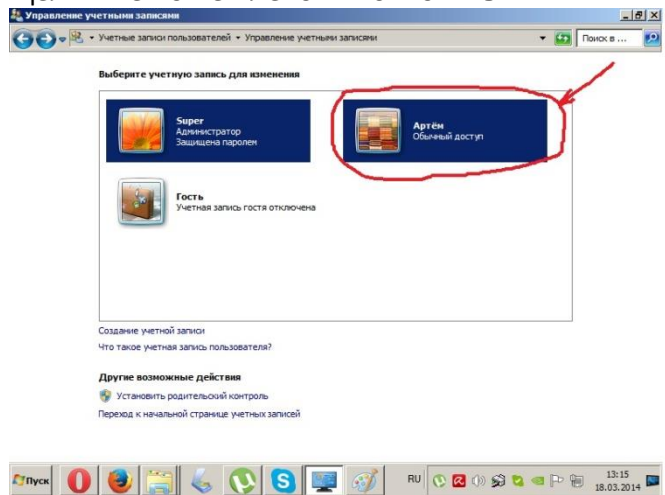 Управление учетными записями
Учетные записи пользователей
Управление учетными записями
Поиск в ...
Выберите учетную запись для изменения
Super
Администратор
Защищена паролем
Артём
Обычный доступ
Гость
Учетная запись гостя отключена
Создание учетной записи
Что такое учетная запись пользователя?
Другие возможные действия
Установить родительский контроль
Переход к начальной странице учетных записей
Пуск
RU
13:15
18.03.2014